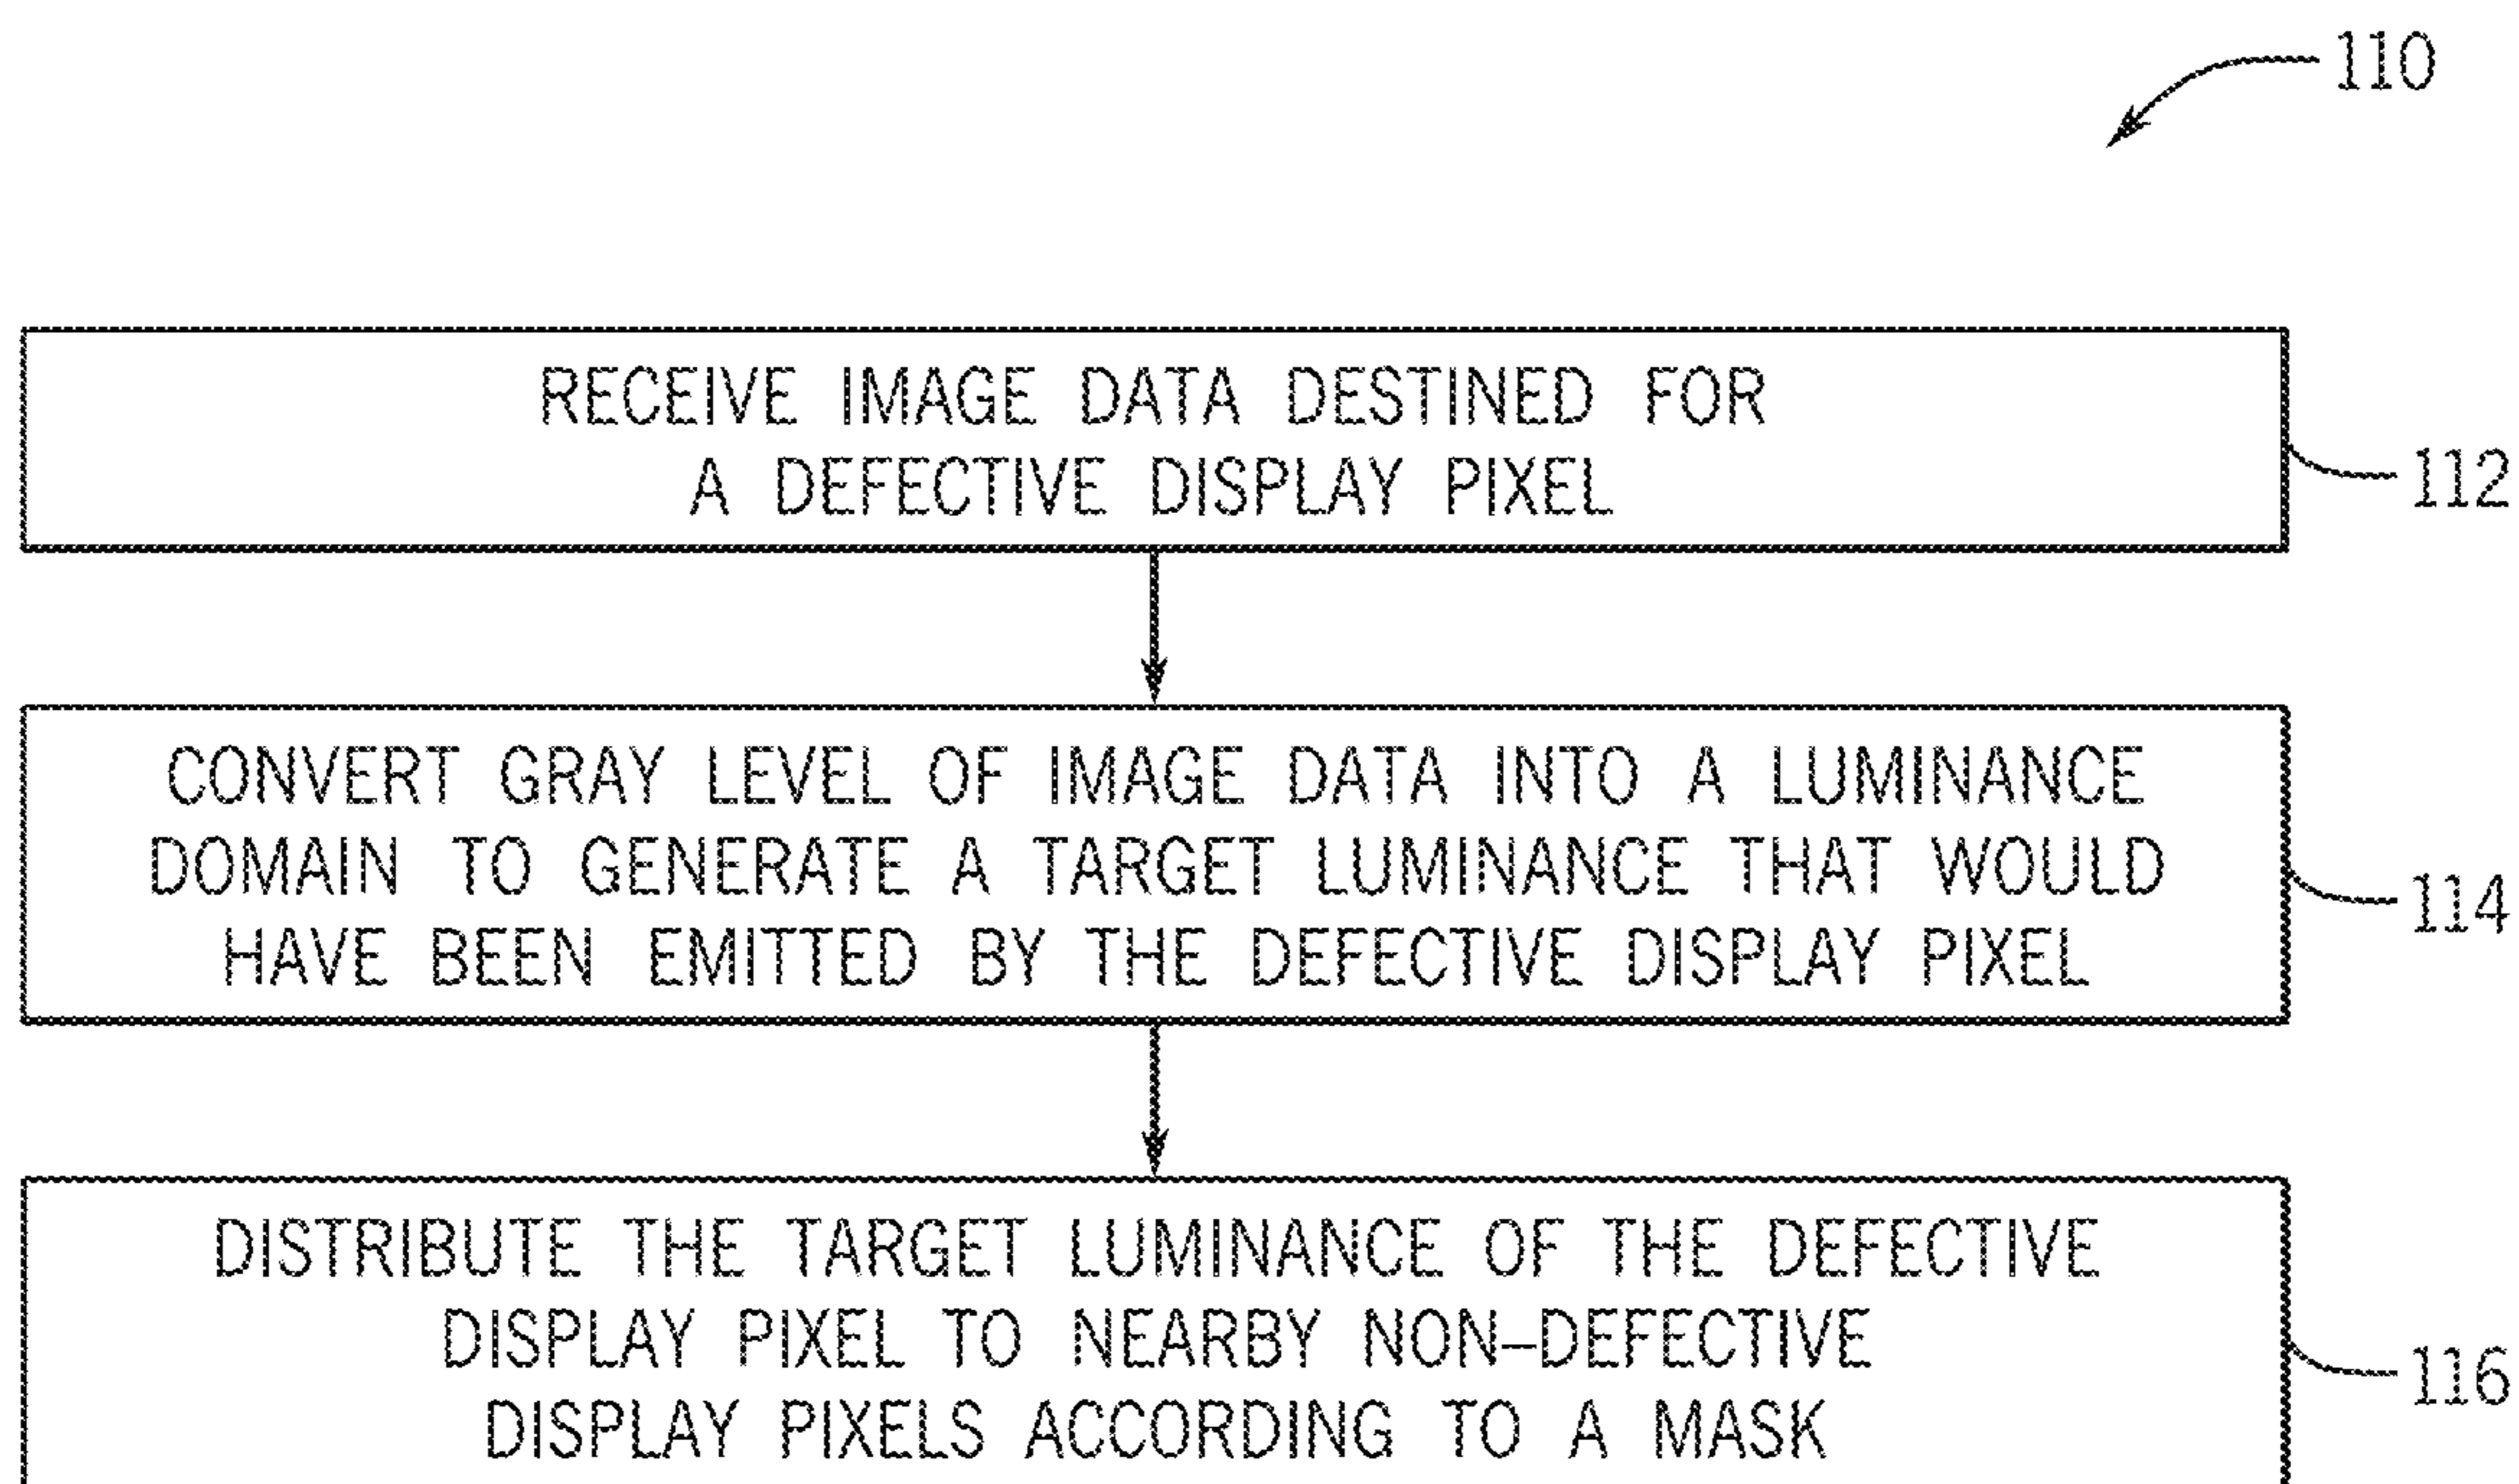 110
RECEIVE IMAGE DATA DESTINED FOR
A DEFECTIVE DISPLAY PIXEL
112
CONVERT GRAY LEVEL OF IMAGE DATA INTO A LUMINANCE
DOMAIN TO GENERATE A TARGET LUMINANCE THAT WOULD
HAVE BEEN EMITTED BY THE DEFECTIVE DISPLAY PIXEL
114
DISTRIBUTE THE TARGET LUMINANCE OF THE DEFECTIVE
DISPLAY PIXEL TO NEARBY NON-DEFECTIVE
DISPLAY PIXELS ACCORDING TO A MASK
116